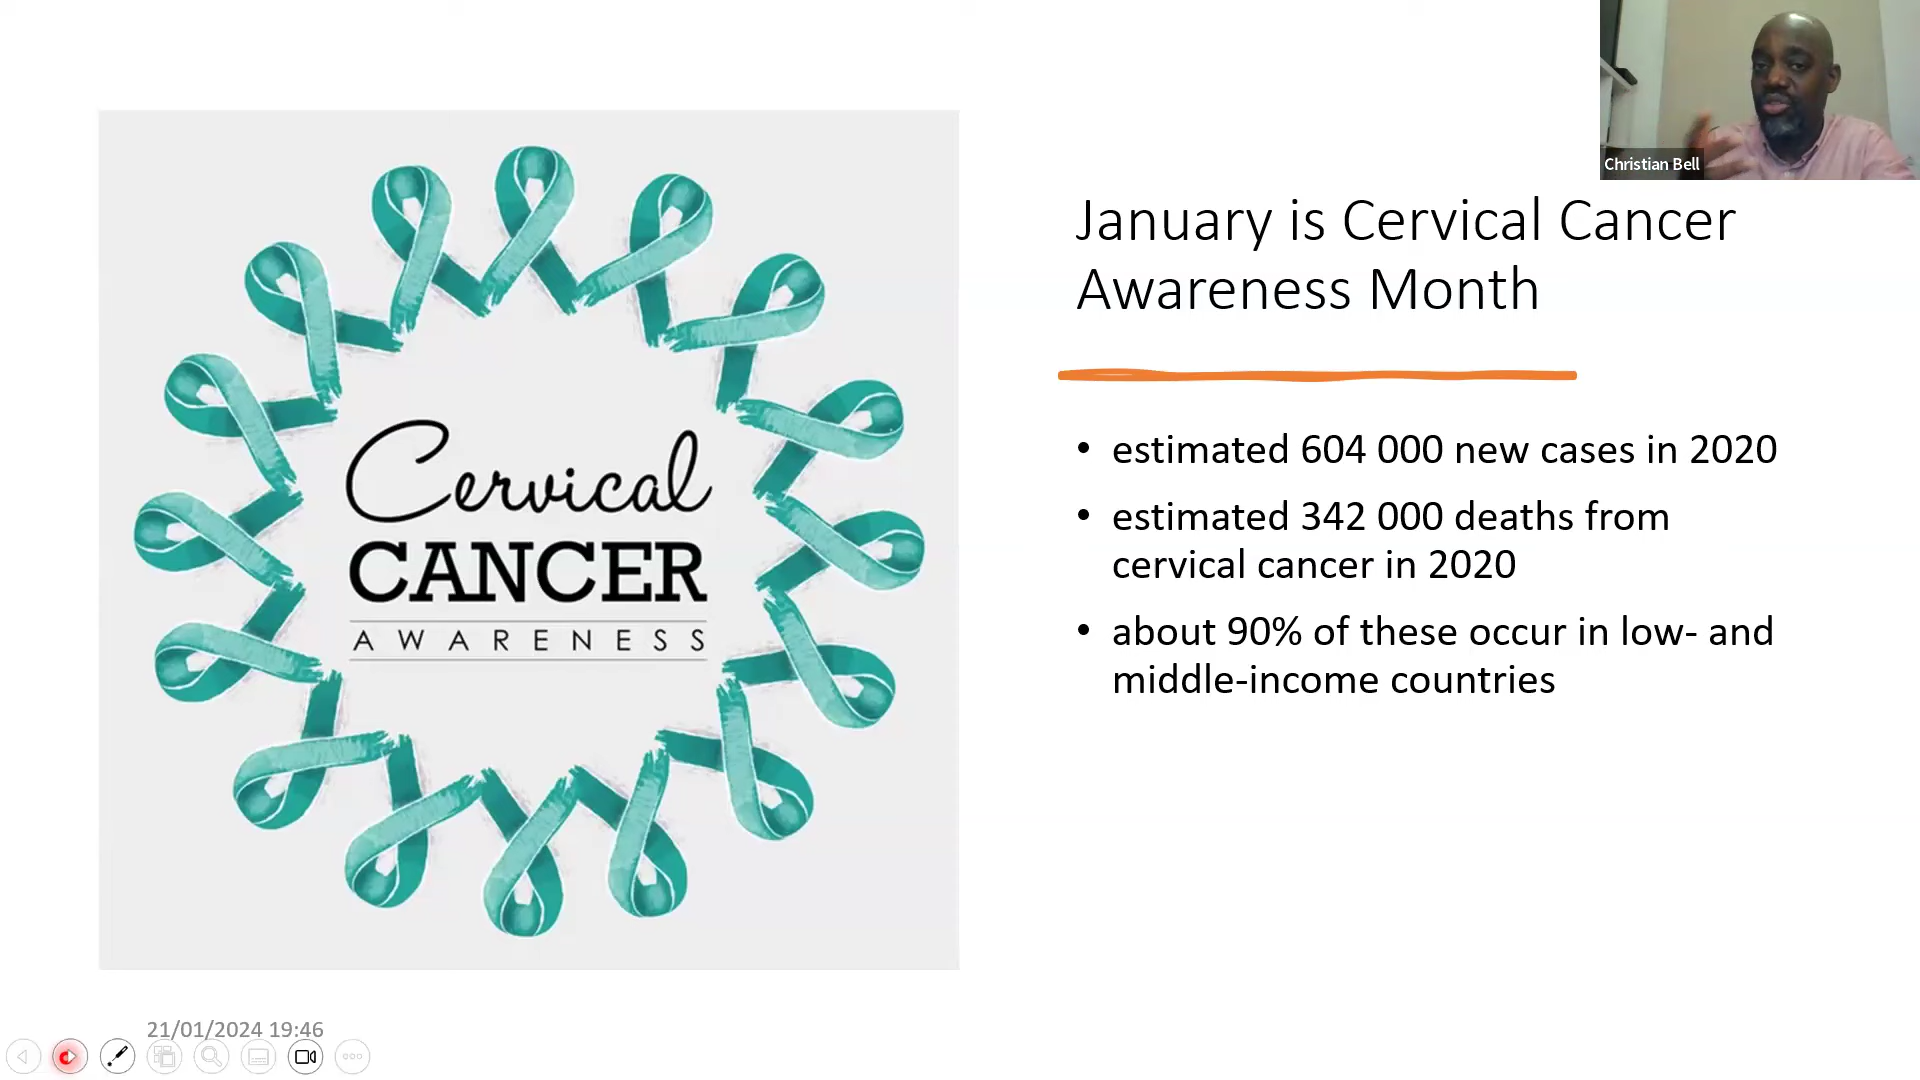 Christian Bell
January is Cervical Cancer
Awareness Month
Cervical
CANCER
AWARENESS
• estimated 604 000 new cases in 2020
• estimated 342 000 deaths from
cervical cancer in 2020
• about 90% of these occur in low- and
middle-income countries
21/01/2024 19:46